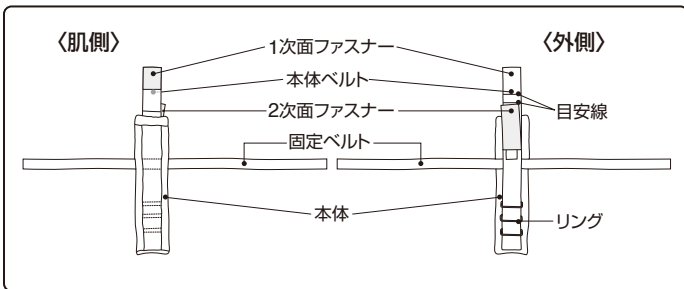 〈肌側〉
〈外側〉
1次面ファスナー
本体ベルト
2次面ファスナー
目安線
固定ベルト
本体
リング